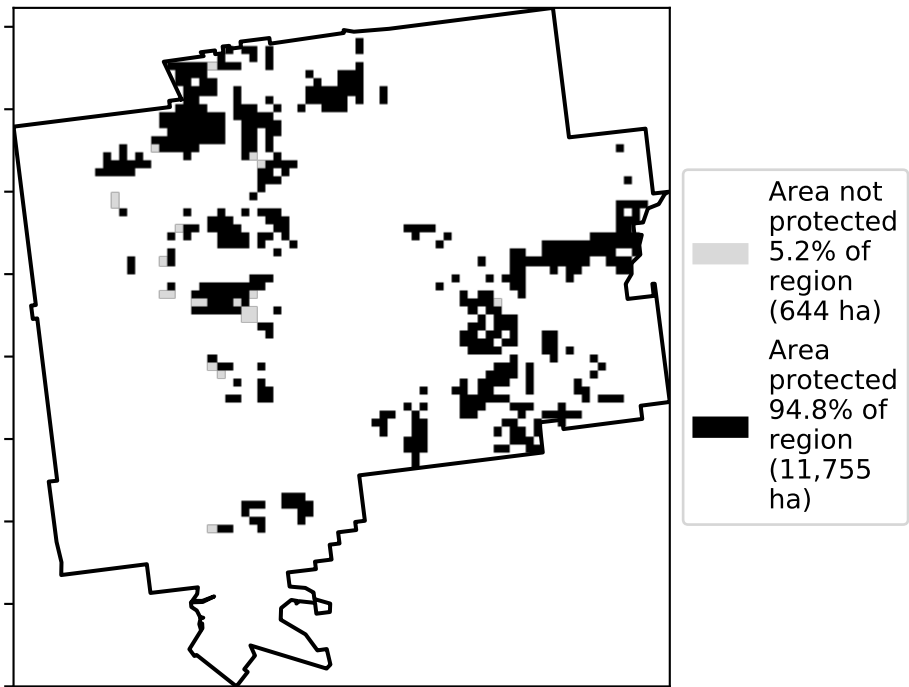 Area not
protected
5.2% of
region
(644 ha)
Area
protected
94.8% of
region
(11,755
ha)